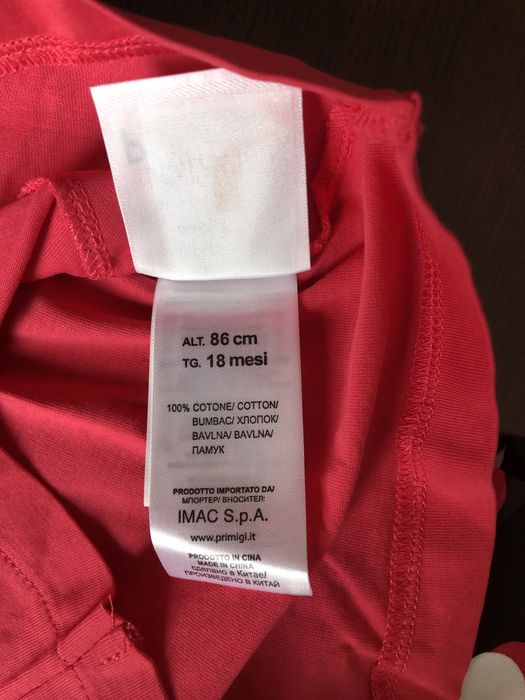 ALT. 86 cm
TG. 18 mesi
100% COTONE/ COTTON/
BUMBAC/ ХЛОПОК/
BAVLNA/ BAVLNA/
ПАМУК
PRODOTTO IMPORTATO DA/
МПОРТЕР/ ВНОСИТЕЛ:
IMAC S.p.A.
www.primigi.it
PRODOTTO IN CINA
MADE IN CHINA
сделано в Китае/
ПРОИЗВЕДЕНО В КИТАЙ